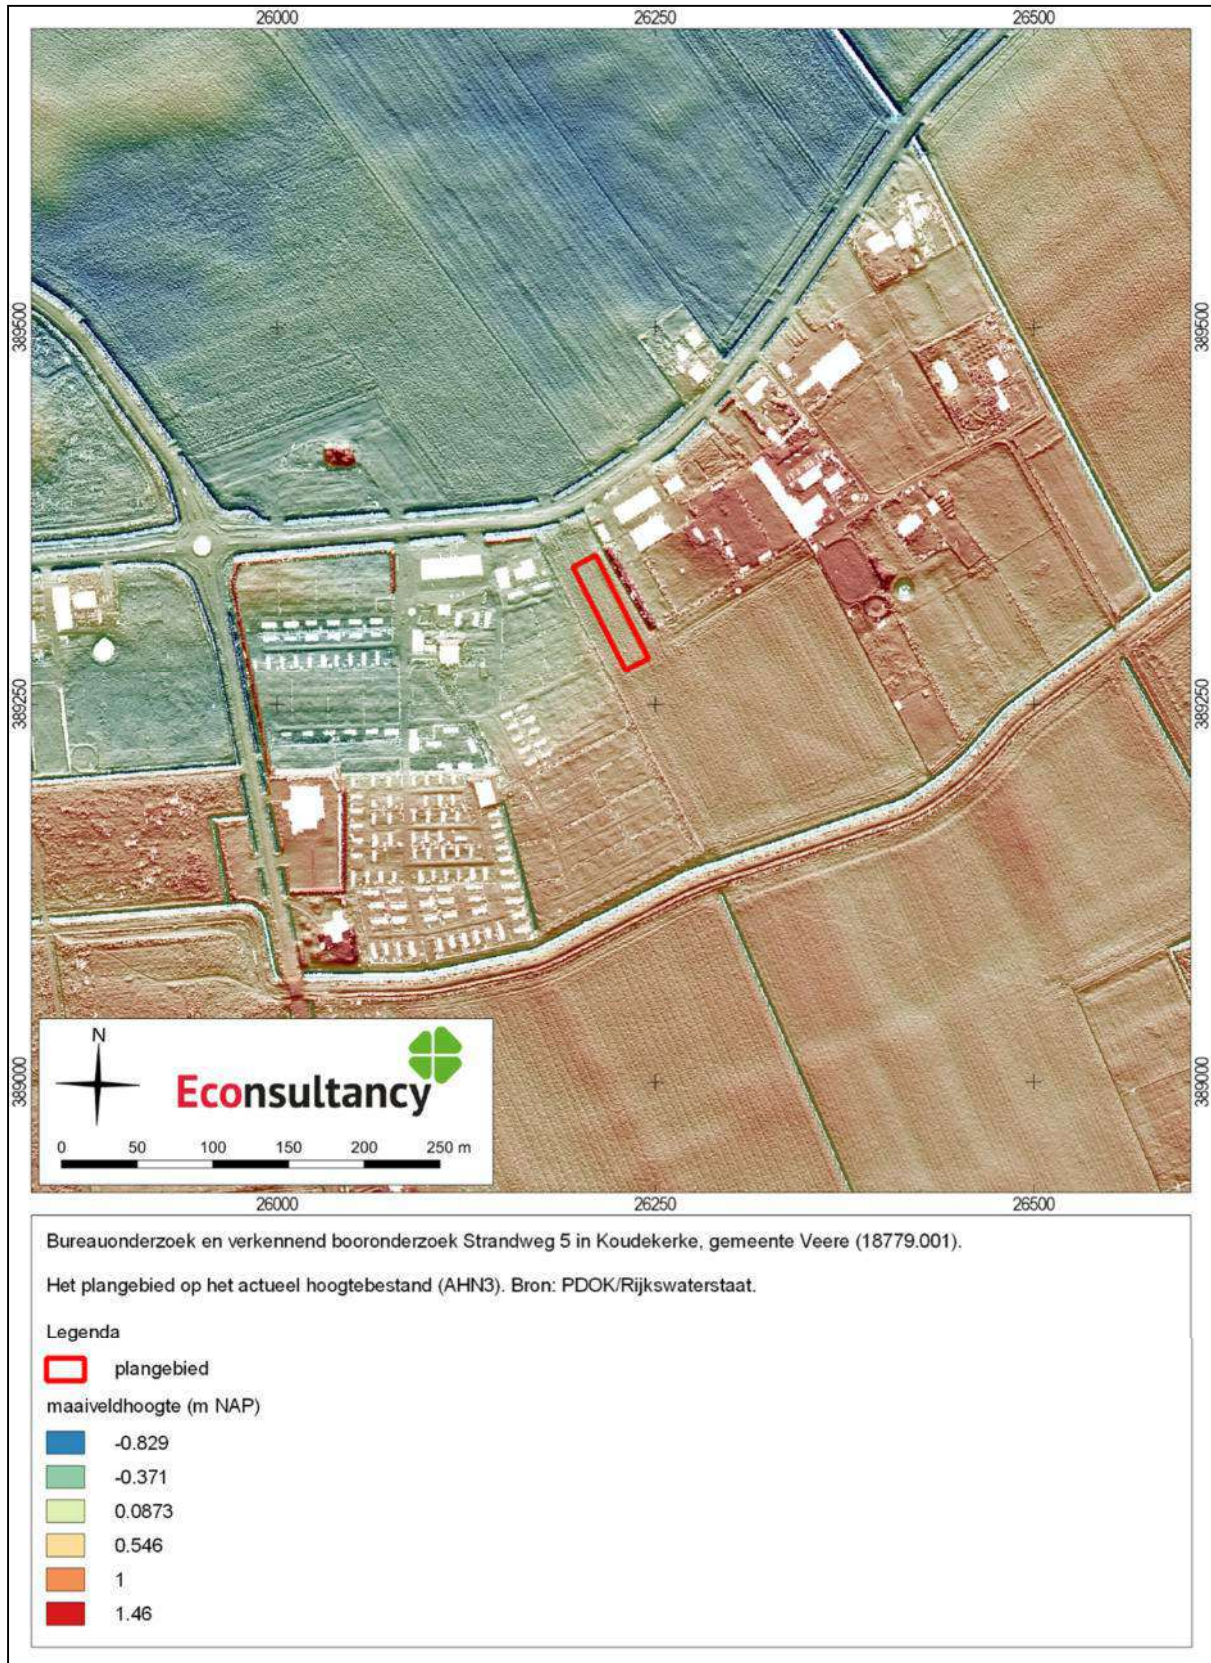 26000 26250 26500
389500 389500
389250 389250
389000 389000
N
Econsultancy
0 50 100 150 200 250 m
26000 26250 26500
Bureauonderzoek en verkennend booronderzoek Strandweg 5 in Koudekerke, gemeente Veere (18779.001).
Het plangebied op het actueel hoogtebestand (AHN3). Bron: PDOK/Rijkswaterstaat.
Legenda
plangebied
maaiveldhoogte (m NAP)
-0.829
-0.371
0.0873
0.546
1
1.46